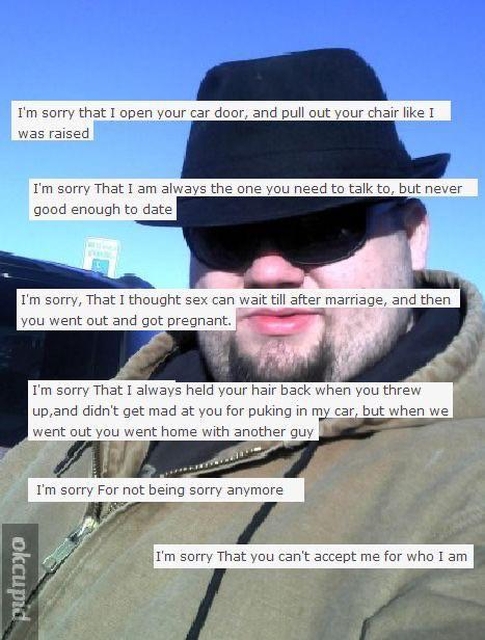 I'm sorry that I open your car door, and pull out your chair like I
was raised
I'm sorry That I am always the one you need to talk to, but never
good enough to date
I'm sorry, That I thought sex can wait till after marriage, and then
you went out and got pregnant.
I'm sorry That I always held your hair back when you threw
up,and didn't get mad at you for puking in my car, but when we
went out you went home with another guy
I'm sorry For not being sorry anymore
I'm sorry That you can't accept me for who I am
okcupid